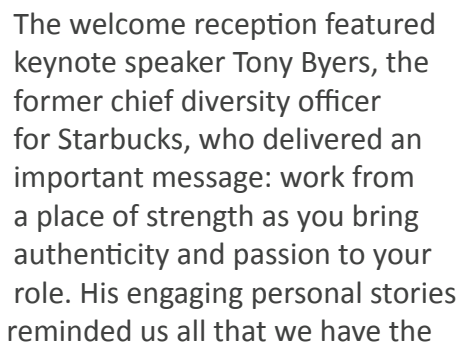 The welcome reception featured
keynote speaker Tony Byers, the
former chief diversity officer
for Starbucks, who delivered an
important message: work from
a place of strength as you bring
authenticity and passion to your
role. His engaging personal stories
reminded us all that we have the